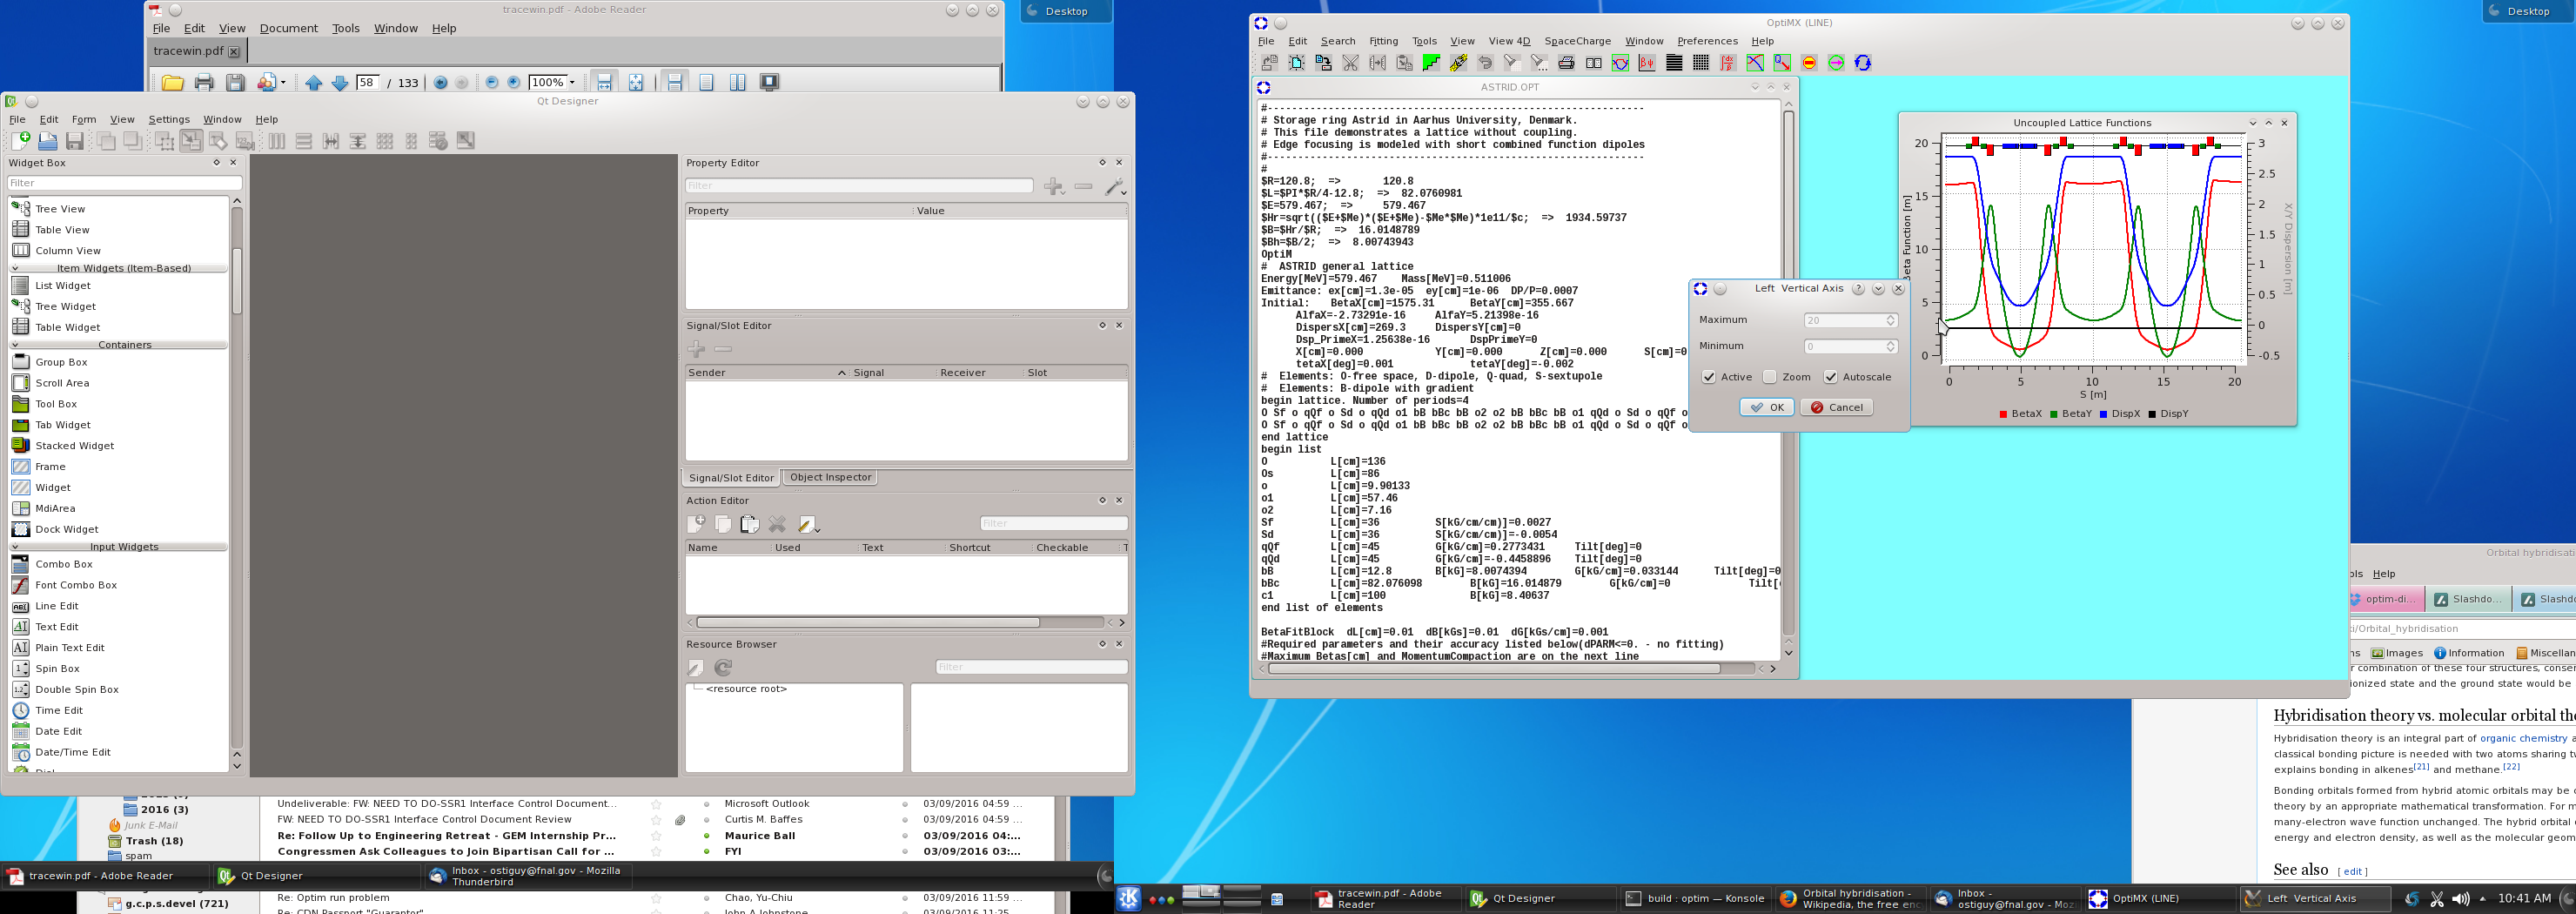 tracewin.pdf - Adobe Reader
File Edit View Document Tools Window Help
tracewin.pdf
58 / 133 100%
Desktop
Qt Designer
File Edit Form View Settings Window Help
Widget Box
Filter
Tree View
Table View
Column View
Item Widgets (Item-Based)
List Widget
Tree Widget
Table Widget
Containers
Group Box
Scroll Area
Tool Box
Tab Widget
Stacked Widget
Frame
Widget
MdiArea
Dock Widget
Input Widgets
Combo Box
Font Combo Box
Line Edit
Text Edit
Plain Text Edit
Spin Box
Double Spin Box
Time Edit
Date Edit
Date/Time Edit
Property Editor
Filter
Property Value
Signal/Slot Editor
Sender Signal Receiver Slot
Signal/Slot Editor Object Inspector
Action Editor
Filter
Name Used Text Shortcut Checkable T
Resource Browser
Filter
<resource root>
2016 (3)
Junk E-Mail
Trash (18)
spam
Undeliverable: FW: NEED TO DO-SSR1 Interface Control Document... Microsoft Outlook 03/09/2016 04:59 ...
FW: NEED TO DO-SSR1 Interface Control Document Review Curtis M. Baffes 03/09/2016 04:59 ...
Re: Follow Up to Engineering Retreat - GEM Internship Pr... Maurice Ball 03/09/2016 04:...
Congressmen Ask Colleagues to Join Bipartisan Call for ... FYI 03/09/2016 03:...
tracewin.pdf - Adobe Reader
Qt Designer
Inbox - ostiguy@fnal.gov - Mozilla
Thunderbird
g.c.p.s.devel (721)
Re: Optim run problem Chao, Yu-Chiu 03/09/2016 11:59 ...
OptiMX (LINE)
File Edit Search Fitting Tools View View 4D SpaceCharge Window Preferences Help
ASTRID.OPT
#--------------------------------------------------------------
# Storage ring Astrid in Aarhus University, Denmark.
# This file demonstrates a lattice without coupling.
# Edge focusing is modeled with short combined function dipoles
#--------------------------------------------------------------
#
$R=120.8; => 120.8
$L=$PI*$R/4-12.8; => 82.0760981
$E=579.467; => 579.467
$Hr=sqrt(($E+$Me)*($E+$Me)-$Me*$Me)*1e11/$c; => 1934.59737
$B=$Hr/$R; => 16.0148789
$Bh=$B/2; => 8.00743943
OptiM
# ASTRID general lattice
Energy[MeV]=579.467 Mass[MeV]=0.511006
Emittance: ex[cm]=1.3e-05 ey[cm]=1e-06 DP/P=0.0007
Initial: BetaX[cm]=1575.31 BetaY[cm]=355.667
AlfaX=-2.73291e-16 AlfaY=5.21398e-16
DispersX[cm]=269.3 DispersY[cm]=0
Dsp_PrimeX=1.25638e-16 DspPrimeY=0
X[cm]=0.000 Y[cm]=0.000 Z[cm]=0.000 S[cm]=0
tetaX[deg]=0.001 tetaY[deg]=-0.002
# Elements: O-free space, D-dipole, Q-quad, S-sextupole
# Elements: B-dipole with gradient
begin lattice. Number of periods=4
O Sf o qQf o Sd o qQd o1 bB bBc bB o2 o2 bB bBc bB o1 qQd o Sd o qQf o
O Sf o qQf o Sd o qQd o1 bB bBc bB o2 o2 bB bBc bB o1 qQd o Sd o qQf o
end lattice
begin list
O L[cm]=136
Os L[cm]=86
o L[cm]=9.90133
o1 L[cm]=57.46
o2 L[cm]=7.16
Sf L[cm]=36 S[kG/cm/cm)]=0.0027
Sd L[cm]=36 S[kG/cm/cm)]=-0.0054
qQf L[cm]=45 G[kG/cm]=0.2773431 Tilt[deg]=0
qQd L[cm]=45 G[kG/cm]=-0.4458896 Tilt[deg]=0
bB L[cm]=12.8 B[kG]=8.0074394 G[kG/cm]=0.033144 Tilt[deg]=0
bBc L[cm]=82.076098 B[kG]=16.014879 G[kG/cm]=0 Tilt[
c1 L[cm]=100 B[kG]=8.40637
end list of elements
BetaFitBlock dL[cm]=0.01 dB[kGs]=0.01 dG[kGs/cm]=0.001
#Required parameters and their accuracy listed below(dPARM<=0. - no fitting)
#Maximum Betas[cm] and MomentumCompaction are on the next line
Left Vertical Axis
Maximum 20
Minimum 0
Active Zoom Autoscale
OK Cancel
Uncoupled Lattice Functions
20 15 10 5 0
Beta Function [m]
3 2.5 2 1.5 1 0.5 0 -0.5
X/Y Dispersion [m]
0 5 10 15 20
S [m]
BetaX BetaY DispX DispY
Desktop
Orbital hybridisati
ols Help
optim-di... Slashdo... Slashdo
i/Orbital_hybridisation
ns Images Information Miscellan
r combination of these four structures, conser
ionized state and the ground state would be
Hybridisation theory vs. molecular orbital the
Hybridisation theory is an integral part of organic chemistry a
classical bonding picture is needed with two atoms sharing tw
explains bonding in alkenes[21] and methane.[22]
Bonding orbitals formed from hybrid atomic orbitals may be c
theory by an appropriate mathematical transformation. For m
many-electron wave function unchanged. The hybrid orbital
energy and electron density, as well as the molecular geom
See also [ edit ]
tracewin.pdf - Adobe
Reader
Qt Designer
build : optim — Konsole
Orbital hybridisation -
Wikipedia, the free enc
Inbox -
ostiguy@fnal.gov - Moz
OptiMX (LINE)
Left Vertical Axis
10:41 AM